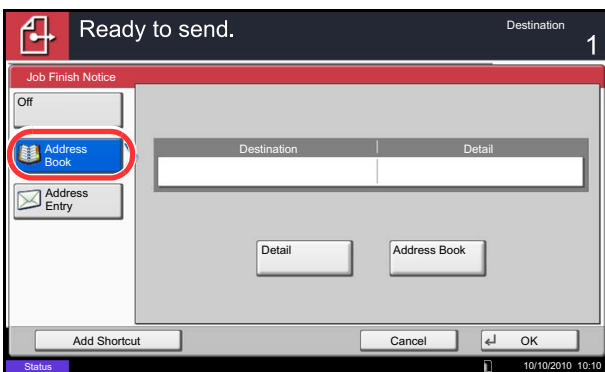 Ready to send.
Destination
1
Job Finish Notice
Off
Address
Book
Address
Entry
Destination
Detail
Detail
Address Book
Add Shortcut
Cancel
OK
Status
10/10/2010 10:10